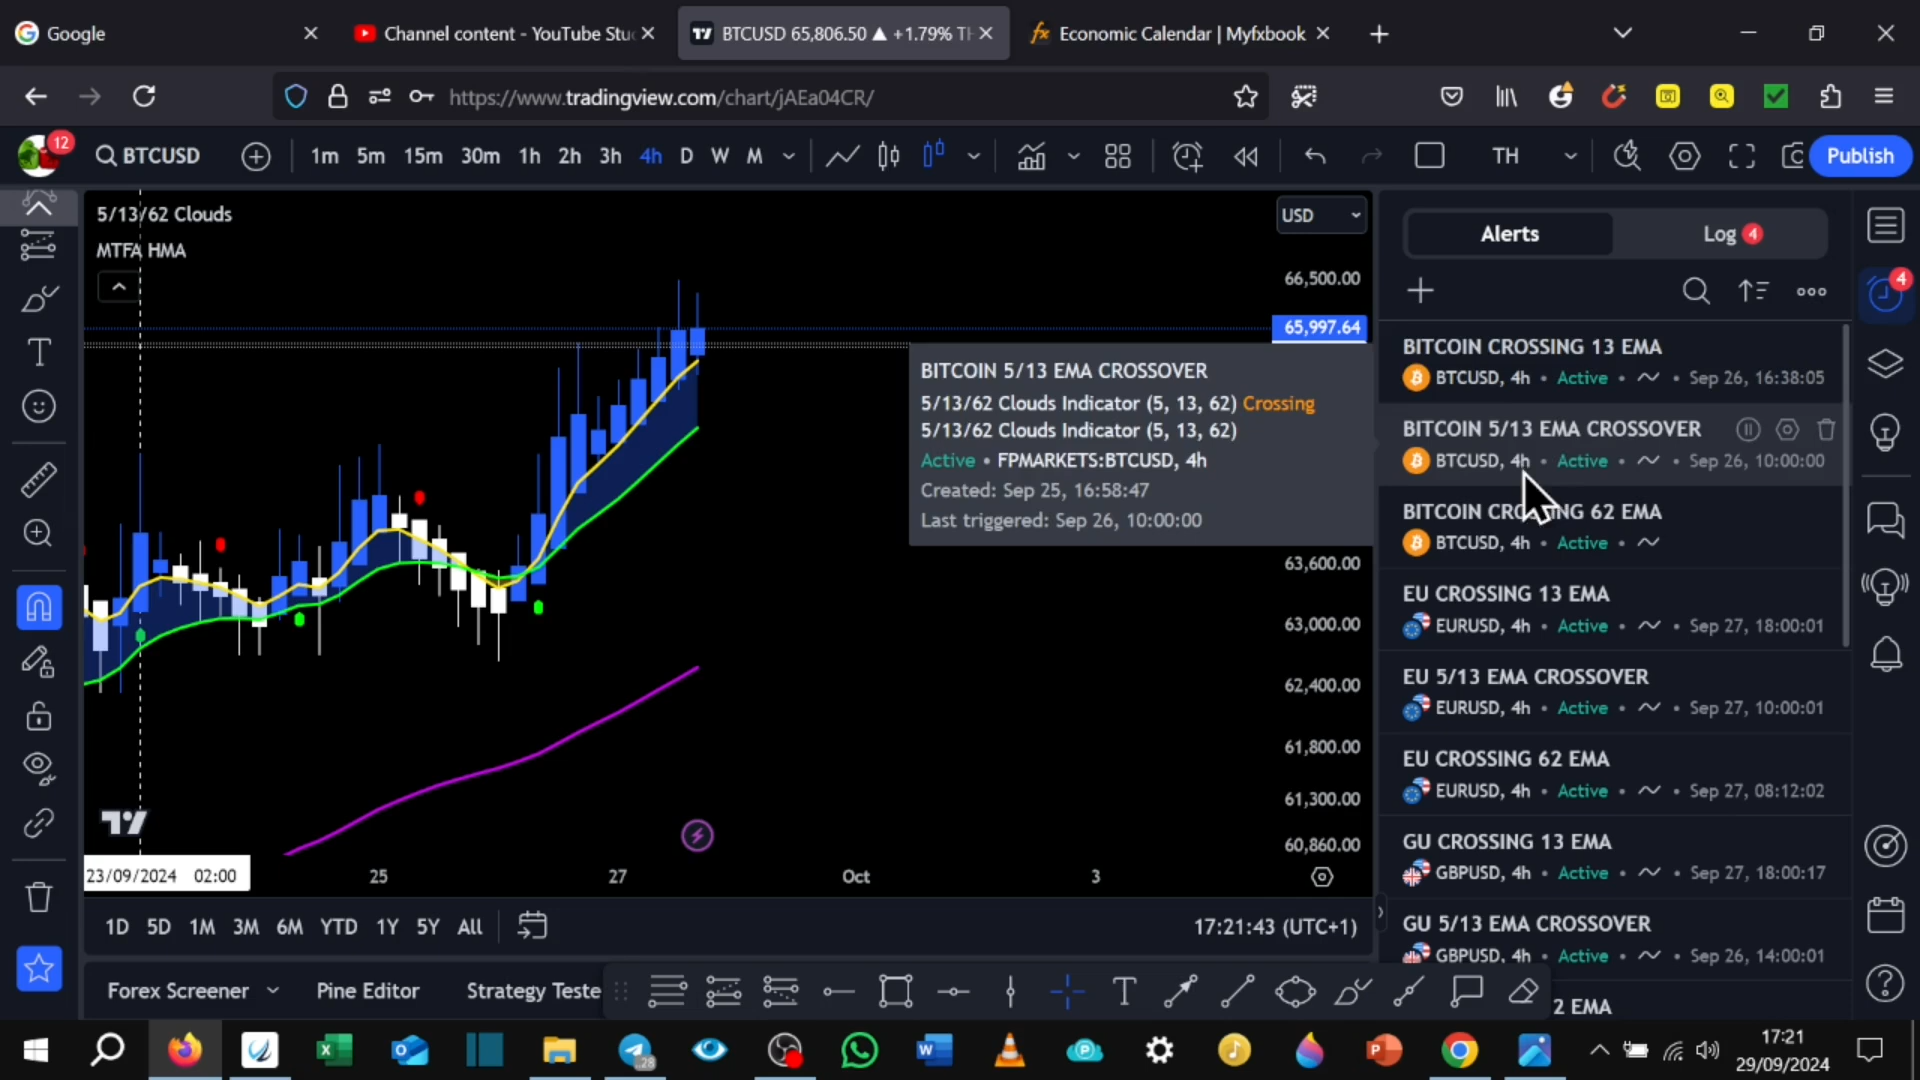 Google
Channel content - YouTube Stu
BTCUSD 65,806.50 ▲ +1.79% TH
Economic Calendar | Myfxbook
https://www.tradingview.com/chart/jAEa04CR/
12
BTCUSD
1m 5m 15m 30m 1h 2h 3h 4h D W M
TH
Publish
5/13/62 Clouds
MTFA HMA
USD
66,500.00
65,997.64
63,600.00
63,000.00
62,400.00
61,800.00
61,300.00
60,860.00
BITCOIN 5/13 EMA CROSSOVER
5/13/62 Clouds Indicator (5, 13, 62) Crossing
5/13/62 Clouds Indicator (5, 13, 62)
Active • FPMARKETS:BTCUSD, 4h
Created: Sep 25, 16:58:47
Last triggered: Sep 26, 10:00:00
23/09/2024 02:00
25
27
Oct
3
1D 5D 1M 3M 6M YTD 1Y 5Y All
17:21:43 (UTC+1)
Forex Screener
Pine Editor
Strategy Teste
Alerts
Log 4
4
BITCOIN CROSSING 13 EMA
BTCUSD, 4h • Active • Sep 26, 16:38:05
BITCOIN 5/13 EMA CROSSOVER
BTCUSD, 4h • Active • Sep 26, 10:00:00
BITCOIN CROSSING 62 EMA
BTCUSD, 4h • Active
EU CROSSING 13 EMA
EURUSD, 4h • Active • Sep 27, 18:00:01
EU 5/13 EMA CROSSOVER
EURUSD, 4h • Active • Sep 27, 10:00:01
EU CROSSING 62 EMA
EURUSD, 4h • Active • Sep 27, 08:12:02
GU CROSSING 13 EMA
GBPUSD, 4h • Active • Sep 27, 18:00:17
GU 5/13 EMA CROSSOVER
GBPUSD, 4h • Active • Sep 26, 14:00:01
2 EMA
28
17:21
29/09/2024